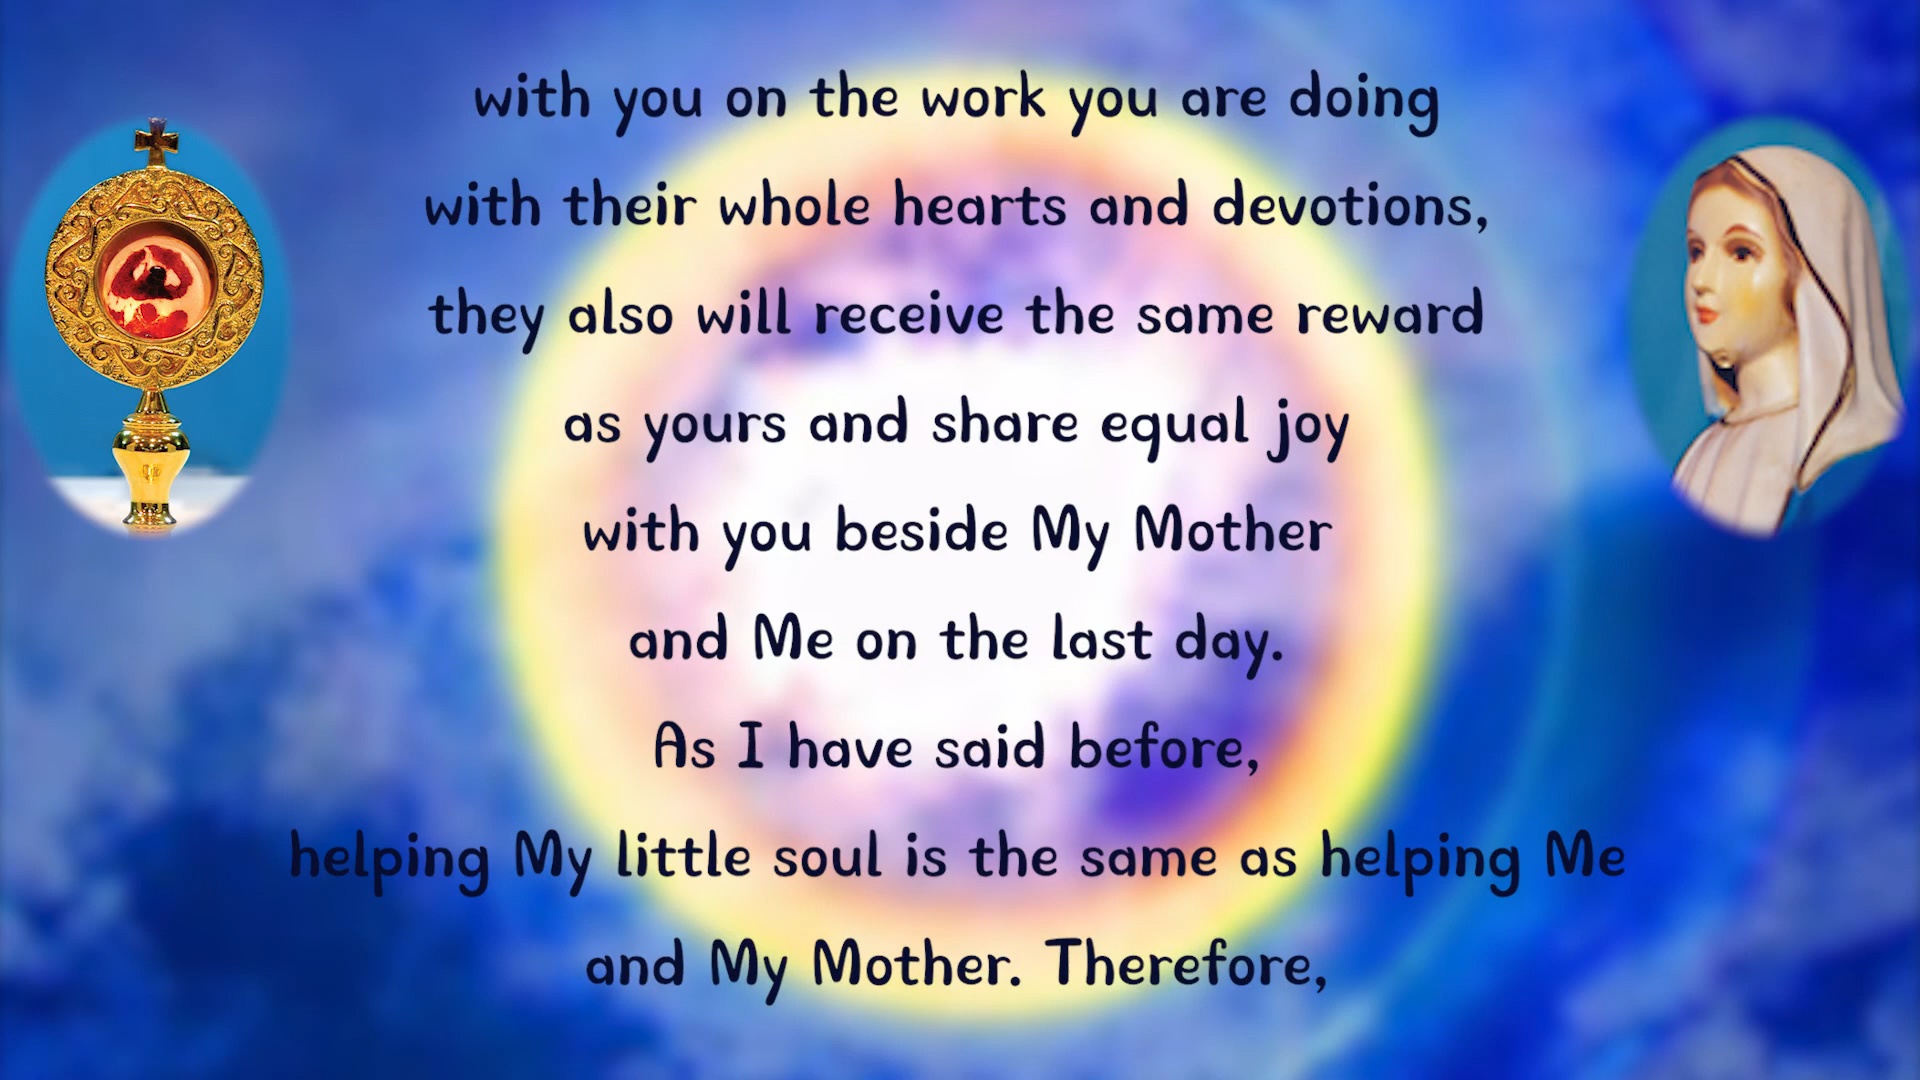 with you on the work you are doing
with their whole hearts and devotions,
they also will receive the same reward
as yours and share equal joy
with you beside My Mother
and Me on the last day.
As I have said before,
helping My little soul is the same as helping Me
and My Mother. Therefore,